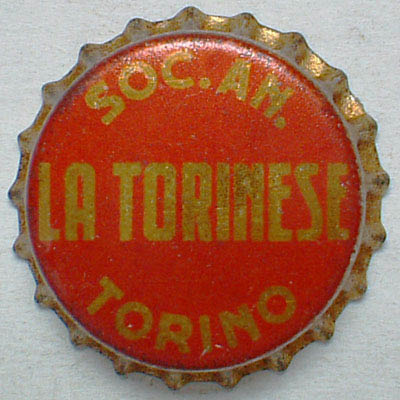 SOC. AN.
LA TORINESE
TORINO